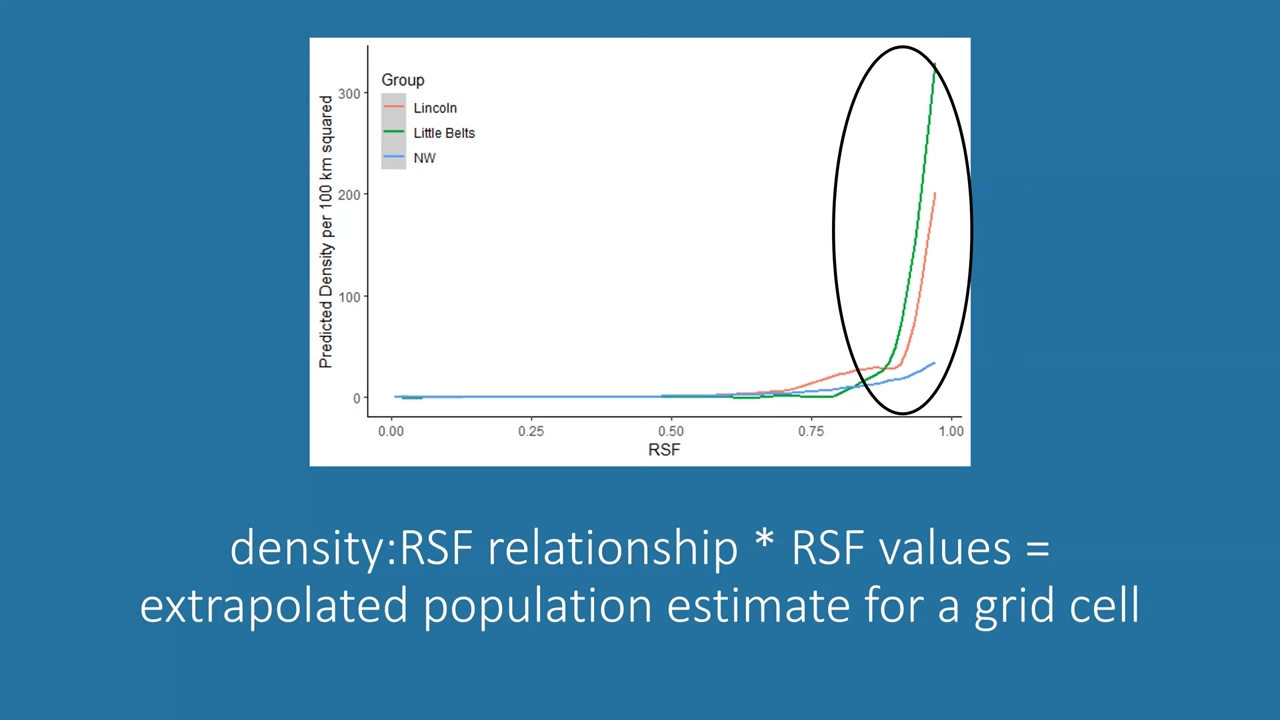 Group
Lincoln
Little Belts
NW
Predicted Density per 100 km squared
300
200
100
0
0.00 0.25 0.50 0.75 1.00
RSF
density:RSF relationship * RSF values =
extrapolated population estimate for a grid cell